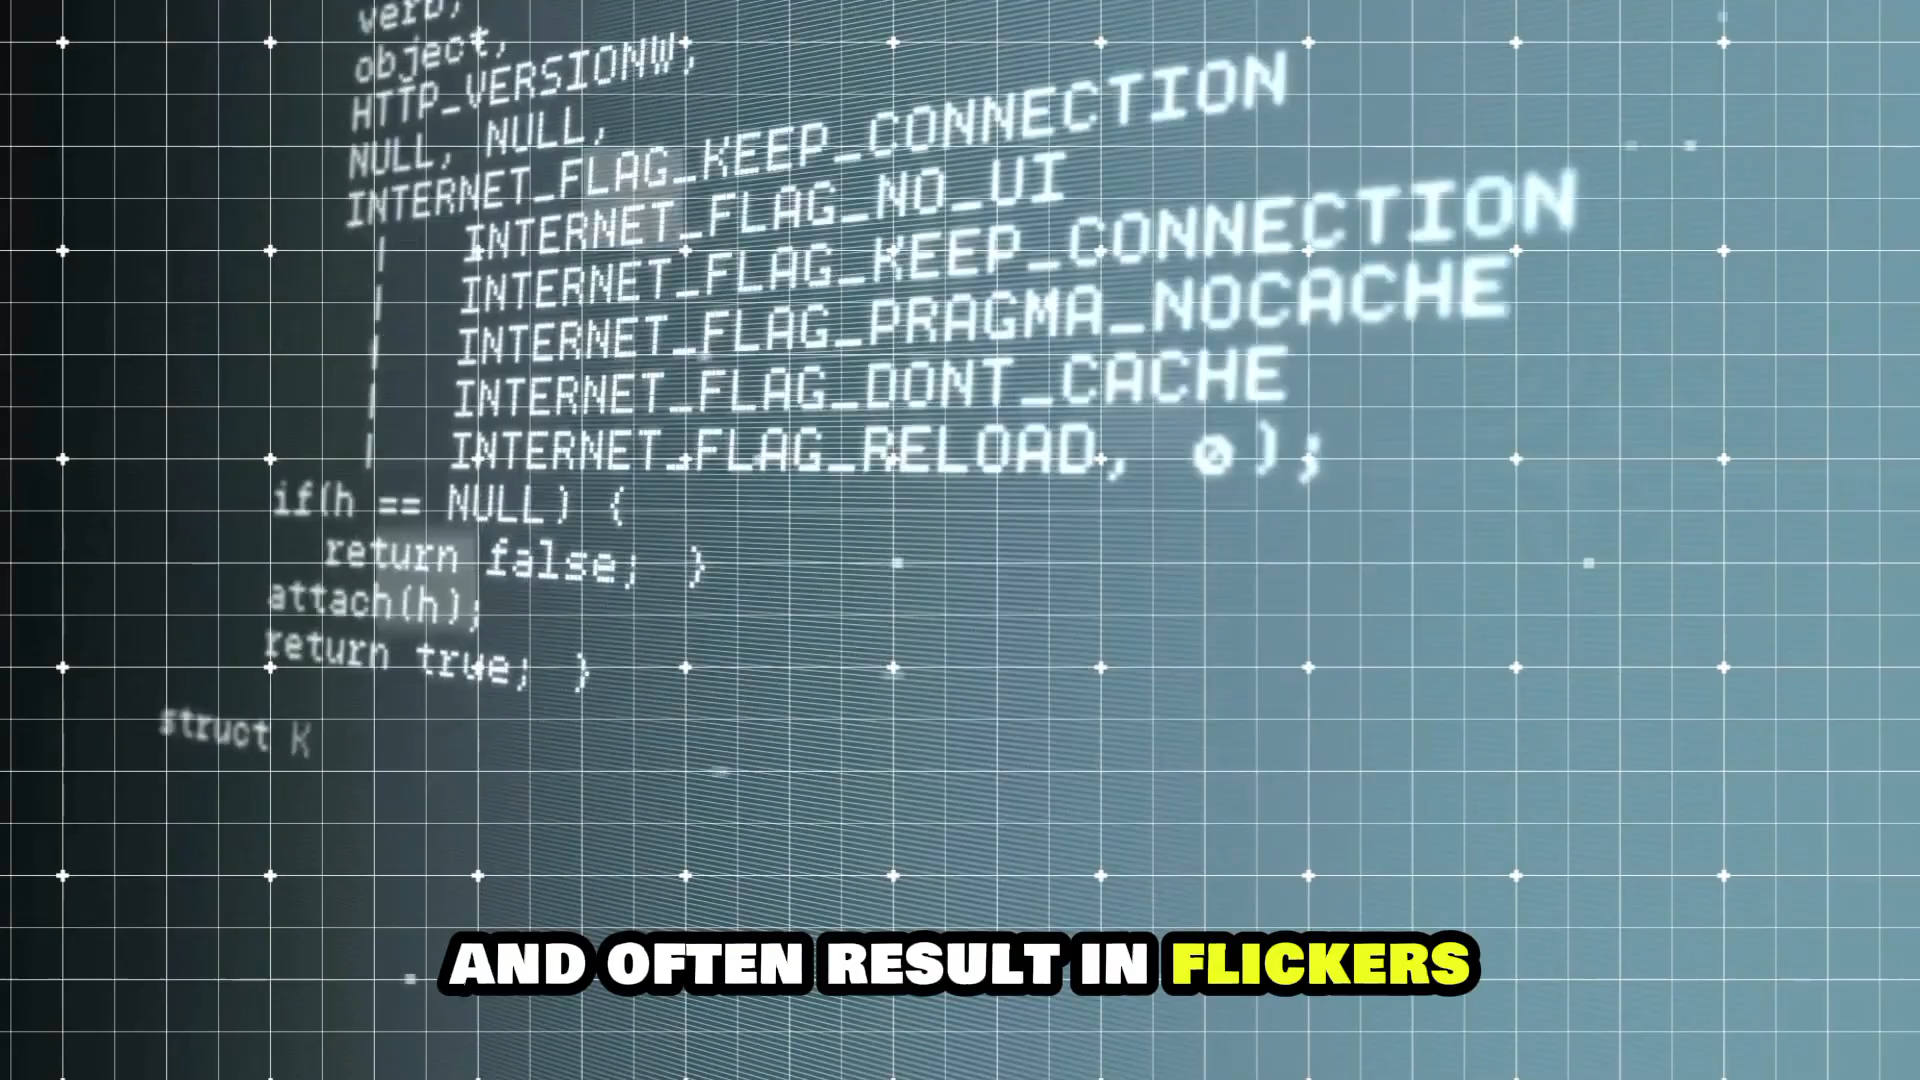 verb,
object,
HTTP_VERSIONW,
NULL, NULL,
INTERNET_FLAG_KEEP_CONNECTION
| INTERNET_FLAG_NO_UI
| INTERNET_FLAG_KEEP_CONNECTION
| INTERNET_FLAG_PRAGMA_NOCACHE
| INTERNET_FLAG_DONT_CACHE
| INTERNET_FLAG_RELOAD, 0);
if(h == NULL) {
return false; }
attach(h);
return true; }
struct K
AND OFTEN RESULT IN FLICKERS